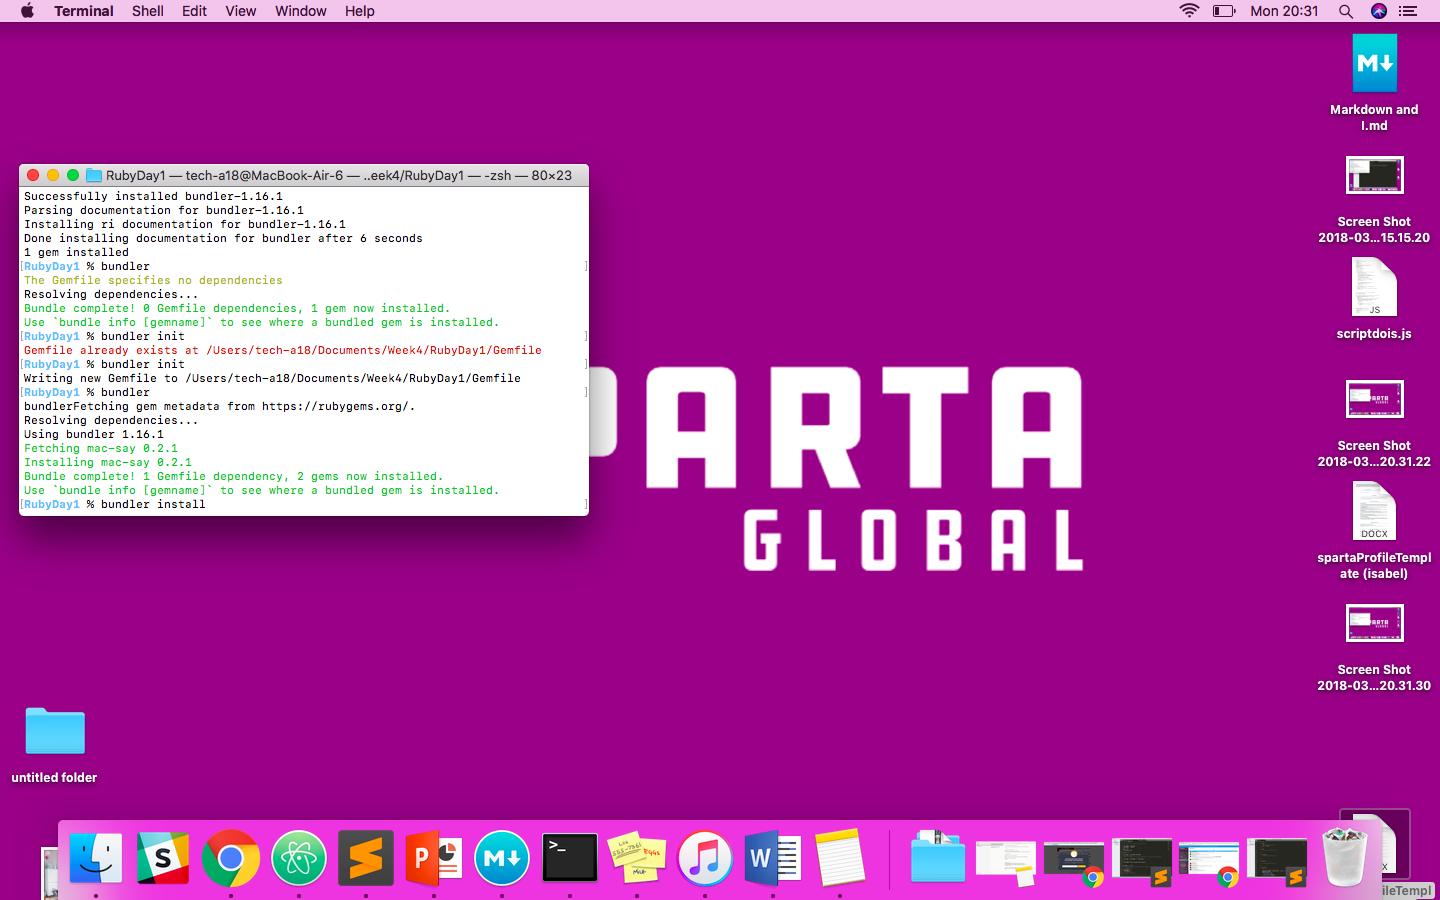 Terminal Shell Edit View Window Help Mon 20:31
Markdown and
I.md
Screen Shot
2018-03...15.15.20
JS
scriptdois.js
Screen Shot
2018-03...20.31.22
DOCX
spartaProfileTempl
ate (isabel)
Screen Shot
2018-03...20.31.30
RubyDay1 — tech-a18@MacBook-Air-6 — ..eek4/RubyDay1 — -zsh — 80×23
Successfully installed bundler-1.16.1
Parsing documentation for bundler-1.16.1
Installing ri documentation for bundler-1.16.1
Done installing documentation for bundler after 6 seconds
1 gem installed
[RubyDay1 % bundler ]
The Gemfile specifies no dependencies
Resolving dependencies...
Bundle complete! 0 Gemfile dependencies, 1 gem now installed.
Use `bundle info [gemname]` to see where a bundled gem is installed.
[RubyDay1 % bundler init ]
Gemfile already exists at /Users/tech-a18/Documents/Week4/RubyDay1/Gemfile
[RubyDay1 % bundler init ]
Writing new Gemfile to /Users/tech-a18/Documents/Week4/RubyDay1/Gemfile
[RubyDay1 % bundler ]
bundlerFetching gem metadata from https://rubygems.org/.
Resolving dependencies...
Using bundler 1.16.1
Fetching mac-say 0.2.1
Installing mac-say 0.2.1
Bundle complete! 1 Gemfile dependency, 2 gems now installed.
Use `bundle info [gemname]` to see where a bundled gem is installed.
[RubyDay1 % bundler install ]
PARTA
GLOBAL
untitled folder
ileTempl